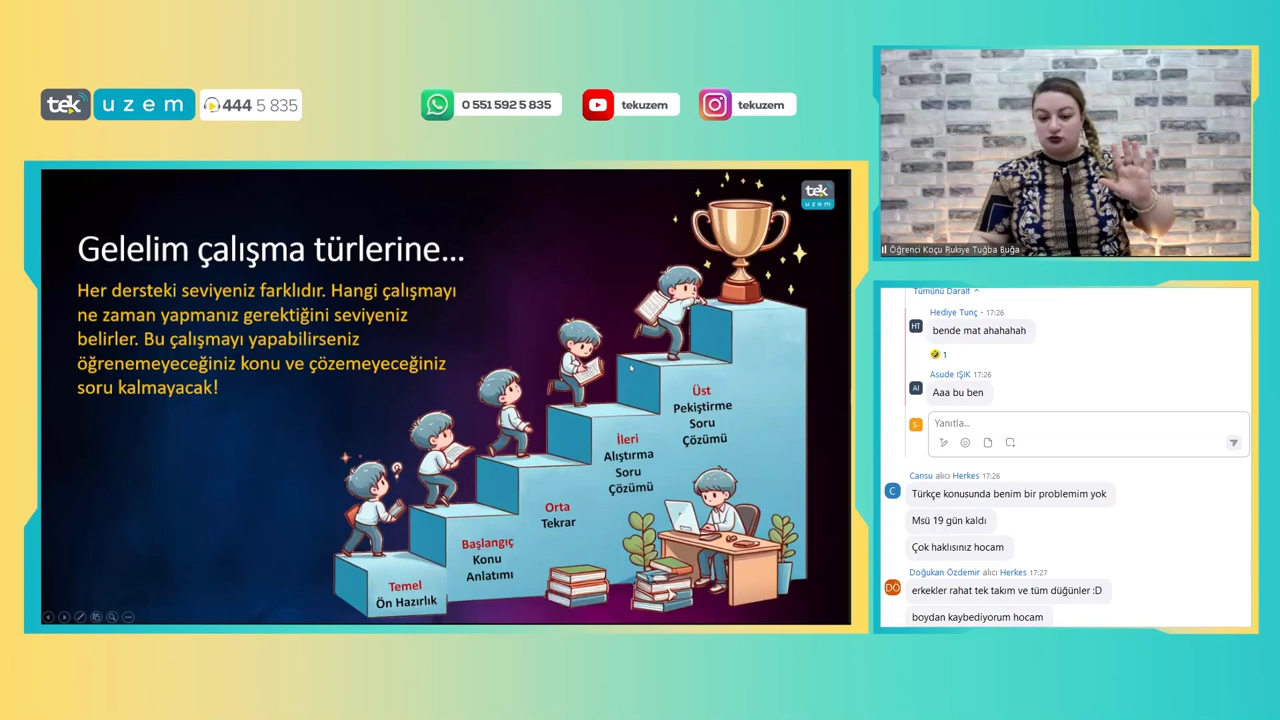 tek uzem 444 5 835
0 551 592 5 835
tekuzem
tekuzem
tek
uzem
Gelelim çalışma türlerine...
Her dersteki seviyeniz farklıdır. Hangi çalışmayı
ne zaman yapmanız gerektiğini seviyeniz
belirler. Bu çalışmayı yapabilirseniz
öğrenemeyeceğiniz konu ve çözemeyeceğiniz
soru kalmayacak!
Üst
Pekiştirme
Soru
Çözümü
İleri
Alıştırma
Soru
Çözümü
Orta
Tekrar
Başlangıç
Konu
Anlatımı
Temel
Ön Hazırlık
Öğrenci Koçu Rukiye Tuğba Buğa
Tümünü Daralt
Hediye Tunç - 17:26
HT
bende mat ahahahah
🤣 1
Asude IŞIK 17:26
AI
Aaa bu ben
S-
Yanıtla...
Cansu alıcı Herkes 17:26
C
Türkçe konusunda benim bir problemim yok
Msü 19 gün kaldı
Çok haklısınız hocam
Doğukan Özdemir alıcı Herkes 17:27
DÖ
erkekler rahat tek takım ve tüm düğünler :D
boydan kaybediyorum hocam